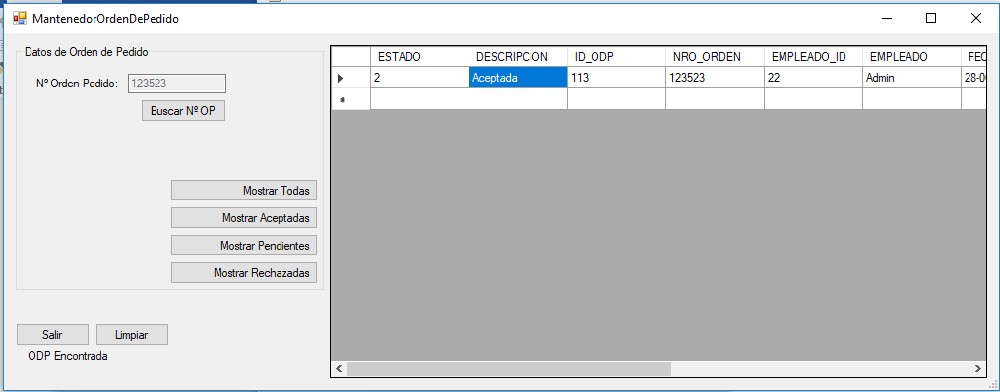 MantenedorOrdenDePedido
Datos de Orden de Pedido
Nº Orden Pedido: 123523
Buscar Nº OP
Mostrar Todas
Mostrar Aceptadas
Mostrar Pendientes
Mostrar Rechazadas
Salir Limpiar
ODP Encontrada
ESTADO DESCRIPCION ID_ODP NRO_ORDEN EMPLEADO_ID EMPLEADO FEC
2 Aceptada 113 123523 22 Admin 28-0